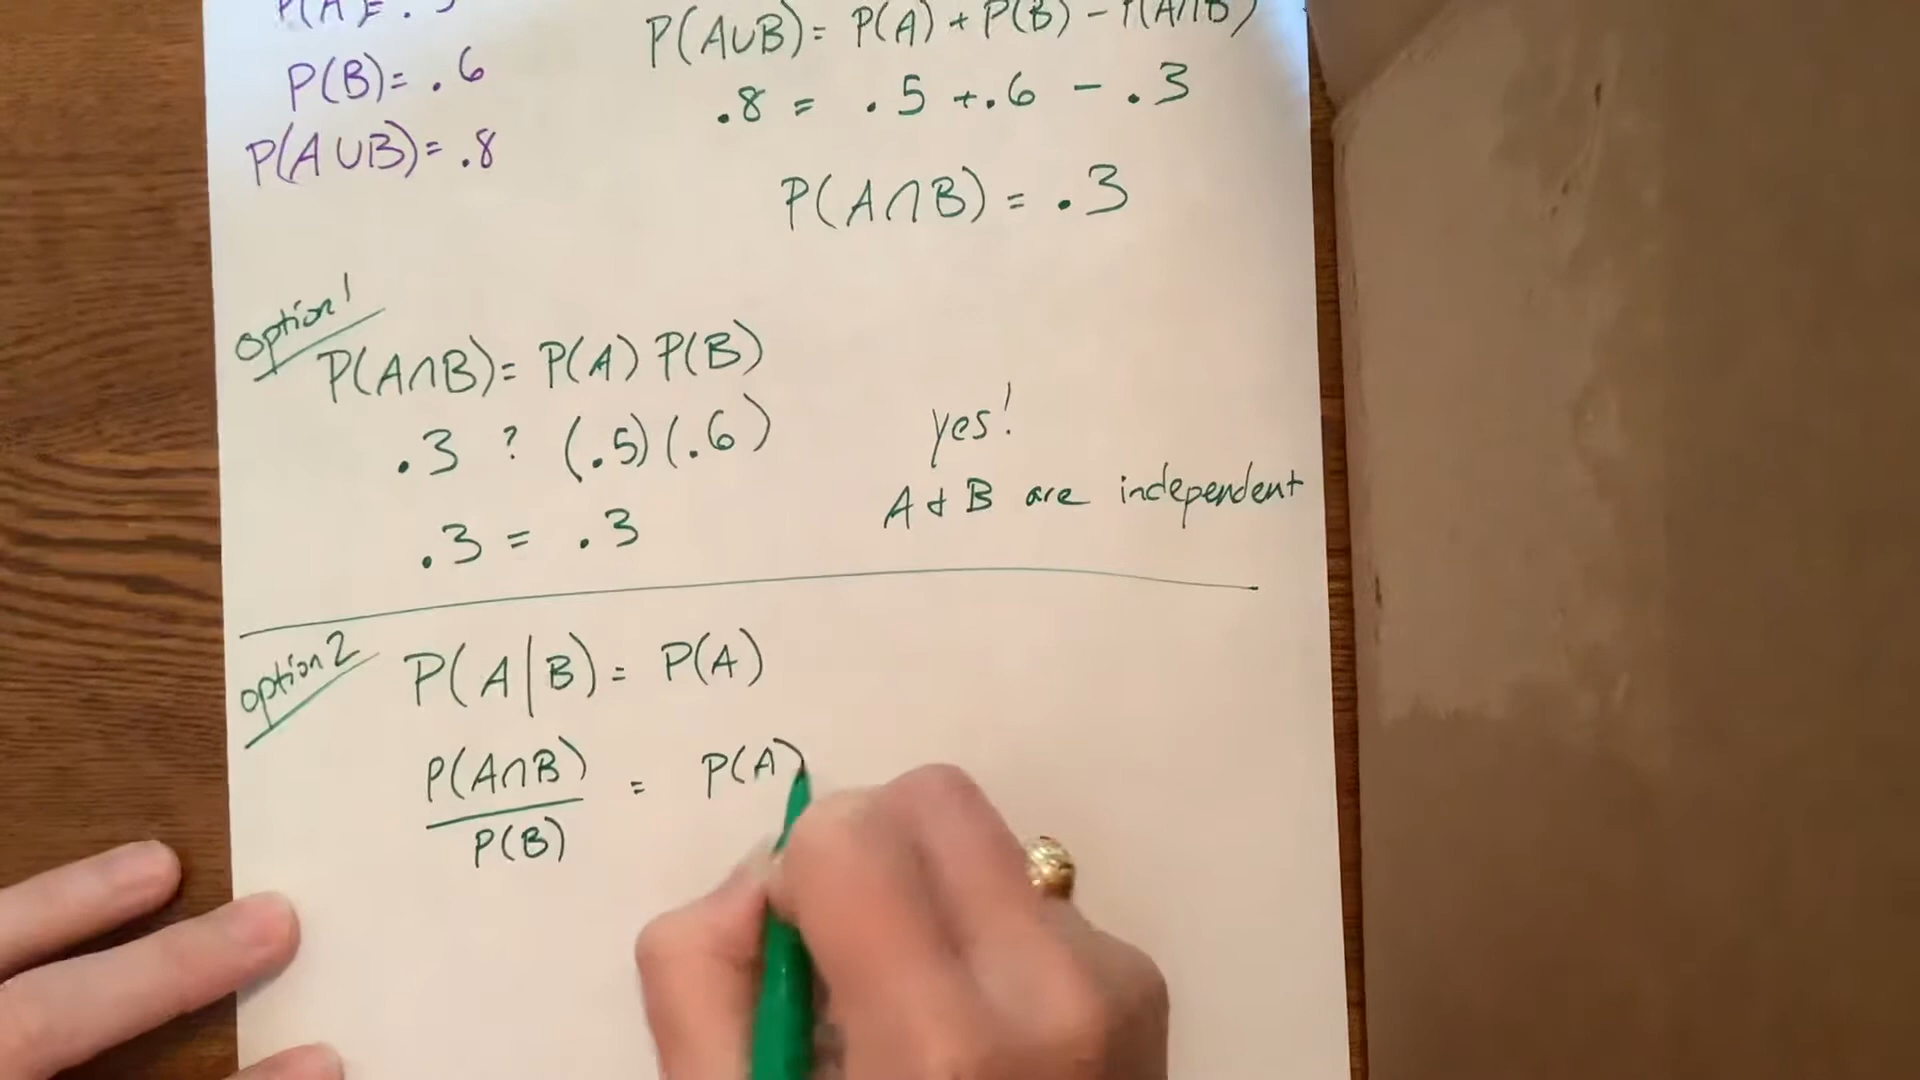 P(A)= .5
P(B)= .6
P(A∪B)= .8
P(A∪B)= P(A) + P(B) - P(A∩B)
.8 = .5 +.6 - .3
P(A∩B) = .3
option 1
P(A∩B)= P(A) P(B)
.3 ? (.5)(.6)
.3 = .3
yes!
A & B are independent
option 2
P(A|B)= P(A)
P(A∩B) = P(A)
P(B)